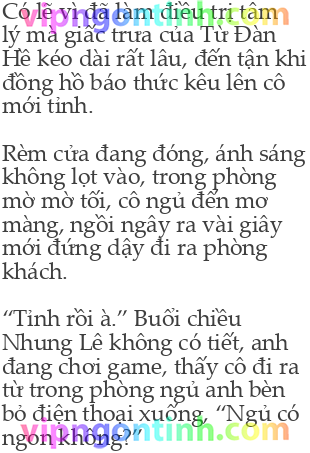 Có lẽ vì đã làm điều trị tâm
lý mà giấc trưa của Từ Đàn
Hề kéo dài rất lâu, đến tận khi
đồng hồ báo thức kêu lên cô
mới tỉnh.
Rèm cửa đang đóng, ánh sáng
không lọt vào, trong phòng
mờ mờ tối, cô ngủ đến mơ
màng, ngồi ngây ra vài giây
mới đứng dậy đi ra phòng
khách.
“Tỉnh rồi à.” Buổi chiều
Nhung Lê không có tiết, anh
đang chơi game, thấy cô đi ra
từ trong phòng ngủ anh bèn
bỏ điện thoại xuống, “Ngủ có
ngon không?”
vipngontinh.com
vipngontinh.com